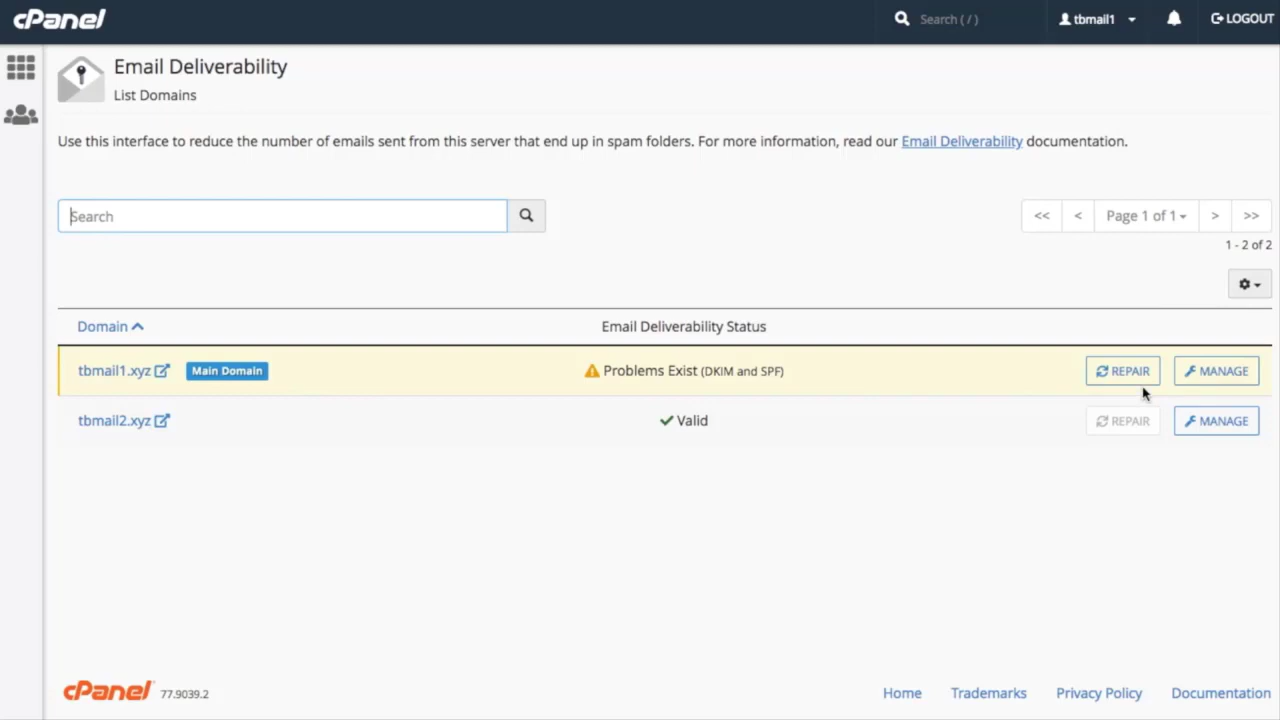 cPanel
Search ( / )
tbmail1
LOGOUT
Email Deliverability
List Domains
Use this interface to reduce the number of emails sent from this server that end up in spam folders. For more information, read our Email Deliverability documentation.
Search
<< < Page 1 of 1 > >>
1 - 2 of 2
Domain Email Deliverability Status
tbmail1.xyz Main Domain Problems Exist (DKIM and SPF) REPAIR MANAGE
tbmail2.xyz Valid REPAIR MANAGE
cPanel 77.9039.2 Home Trademarks Privacy Policy Documentation